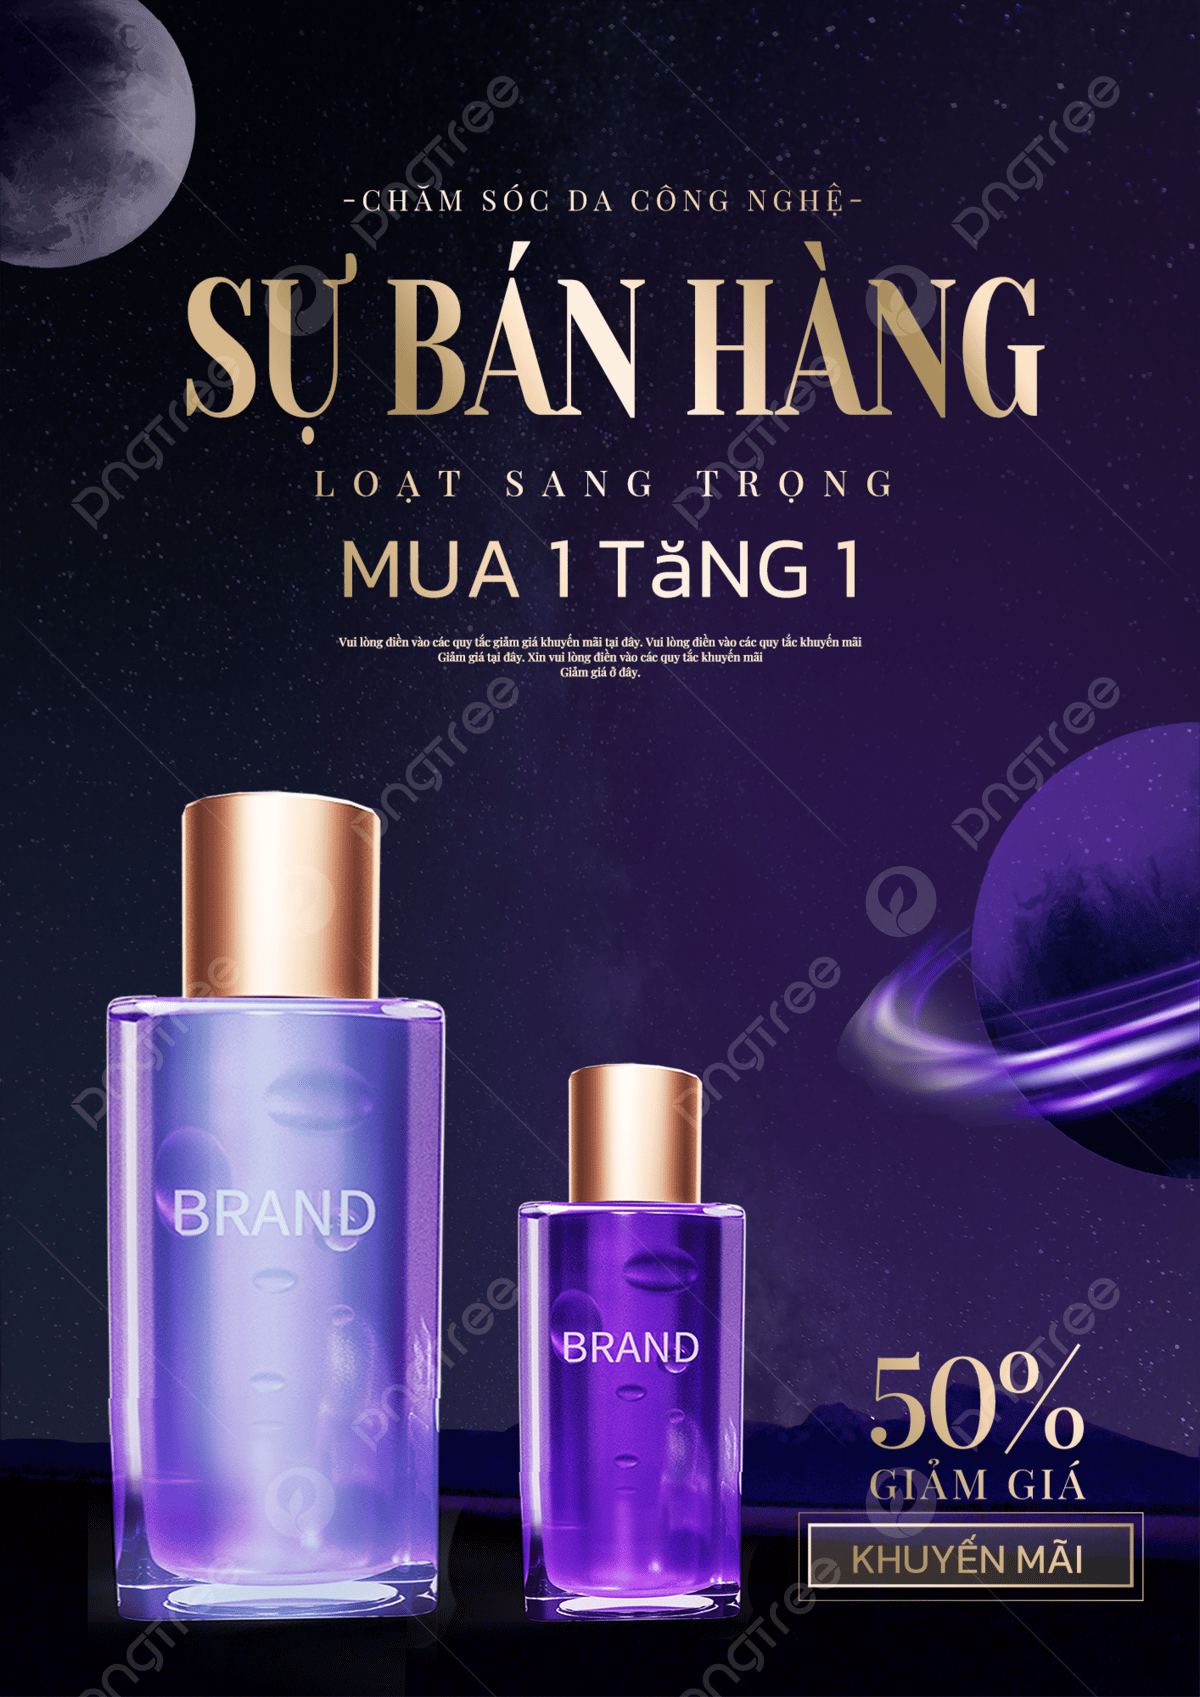 -CHĂM SÓC DA CÔNG NGHỆ-
SỰ BÁN HÀNG
LOẠT SANG TRỌNG
MUA 1 TăNG 1
Vui lòng điền vào các quy tắc giảm giá khuyến mãi tại đây. Vui lòng điền vào các quy tắc khuyến mãi
Giảm giá tại đây. Xin vui lòng điền vào các quy tắc khuyến mãi
Giảm giá ở đây.
BRAND
BRAND
50%
GIẢM GIÁ
KHUYẾN MÃI
pngtree